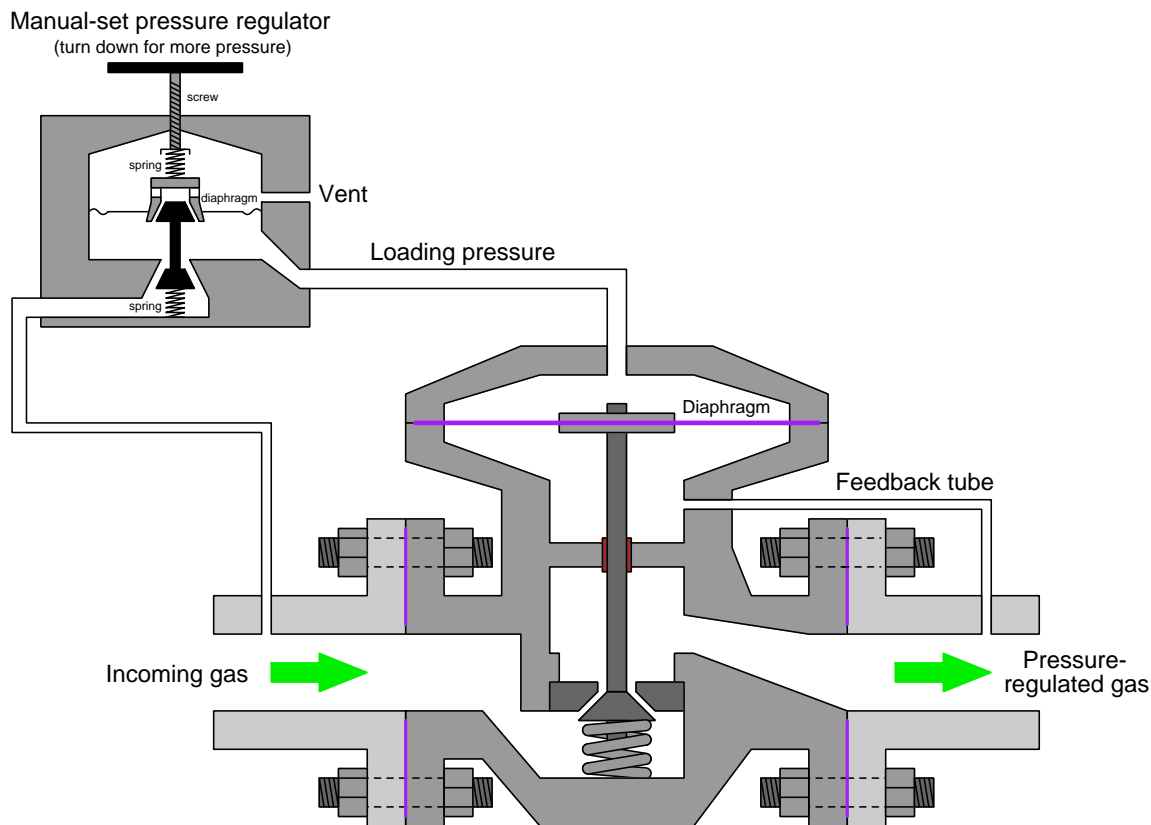 Manual-set pressure regulator
(turn down for more pressure)
screw
spring
diaphragm
Vent
Loading pressure
spring
Diaphragm
Feedback tube
Incoming gas
Pressure-
regulated gas